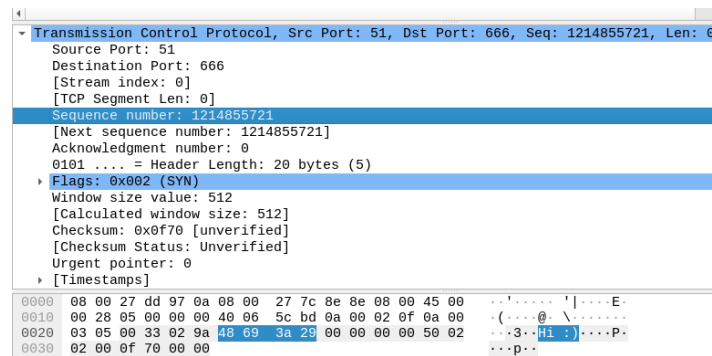 Transmission Control Protocol, Src Port: 51, Dst Port: 666, Seq: 1214855721, Len: 0
Source Port: 51
Destination Port: 666
[Stream index: 0]
[TCP Segment Len: 0]
Sequence number: 1214855721
[Next sequence number: 1214855721]
Acknowledgment number: 0
0101 .... = Header Length: 20 bytes (5)
Flags: 0x002 (SYN)
Window size value: 512
[Calculated window size: 512]
Checksum: 0x0f70 [unverified]
[Checksum Status: Unverified]
Urgent pointer: 0
[Timestamps]
0000 08 00 27 dd 97 0a 08 00 27 7c 8e 8e 08 00 45 00 ··'····· '|····E·
0010 00 28 05 00 00 00 40 06 5c bd 0a 00 02 0f 0a 00 ·(····@· \·······
0020 03 05 00 33 02 9a 48 69 3a 29 00 00 00 00 50 02 ···3··Hi :)····P·
0030 02 00 0f 70 00 00 ···p··